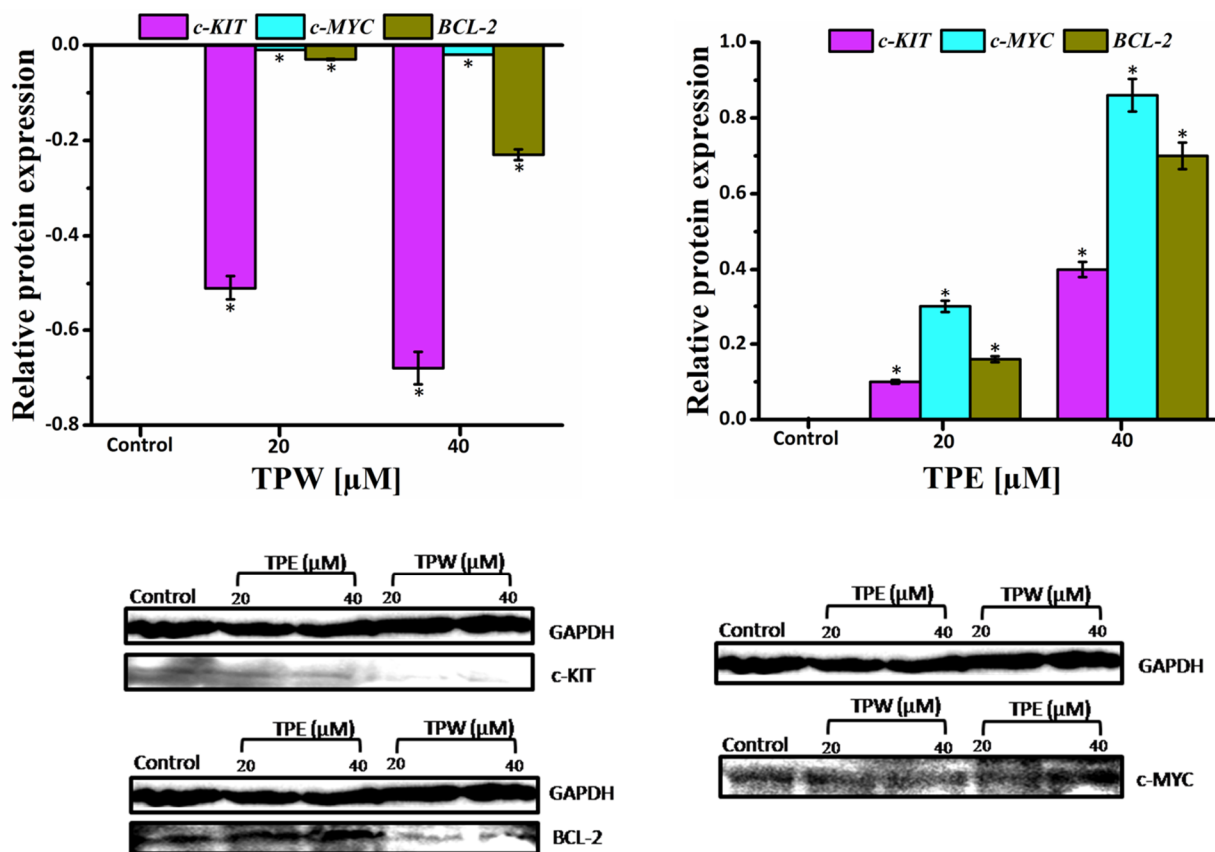 c-KIT c-MYC BCL-2
Relative protein expression
0.0
-0.2
-0.4
-0.6
-0.8
* * * * * *
Control 20 40
TPW [μM]
c-KIT c-MYC BCL-2
Relative protein expression
1.0
0.8
0.6
0.4
0.2
0.0
* * * * * *
Control 20 40
TPE [μM]
TPE (μM) TPW (μM)
Control 20 40 20 40
GAPDH
c-KIT
TPE (μM) TPW (μM)
Control 20 40 20 40
GAPDH
BCL-2
TPE (μM) TPW (μM)
Control 20 40 20 40
GAPDH
TPW (μM) TPE (μM)
Control 20 40 20 40
c-MYC